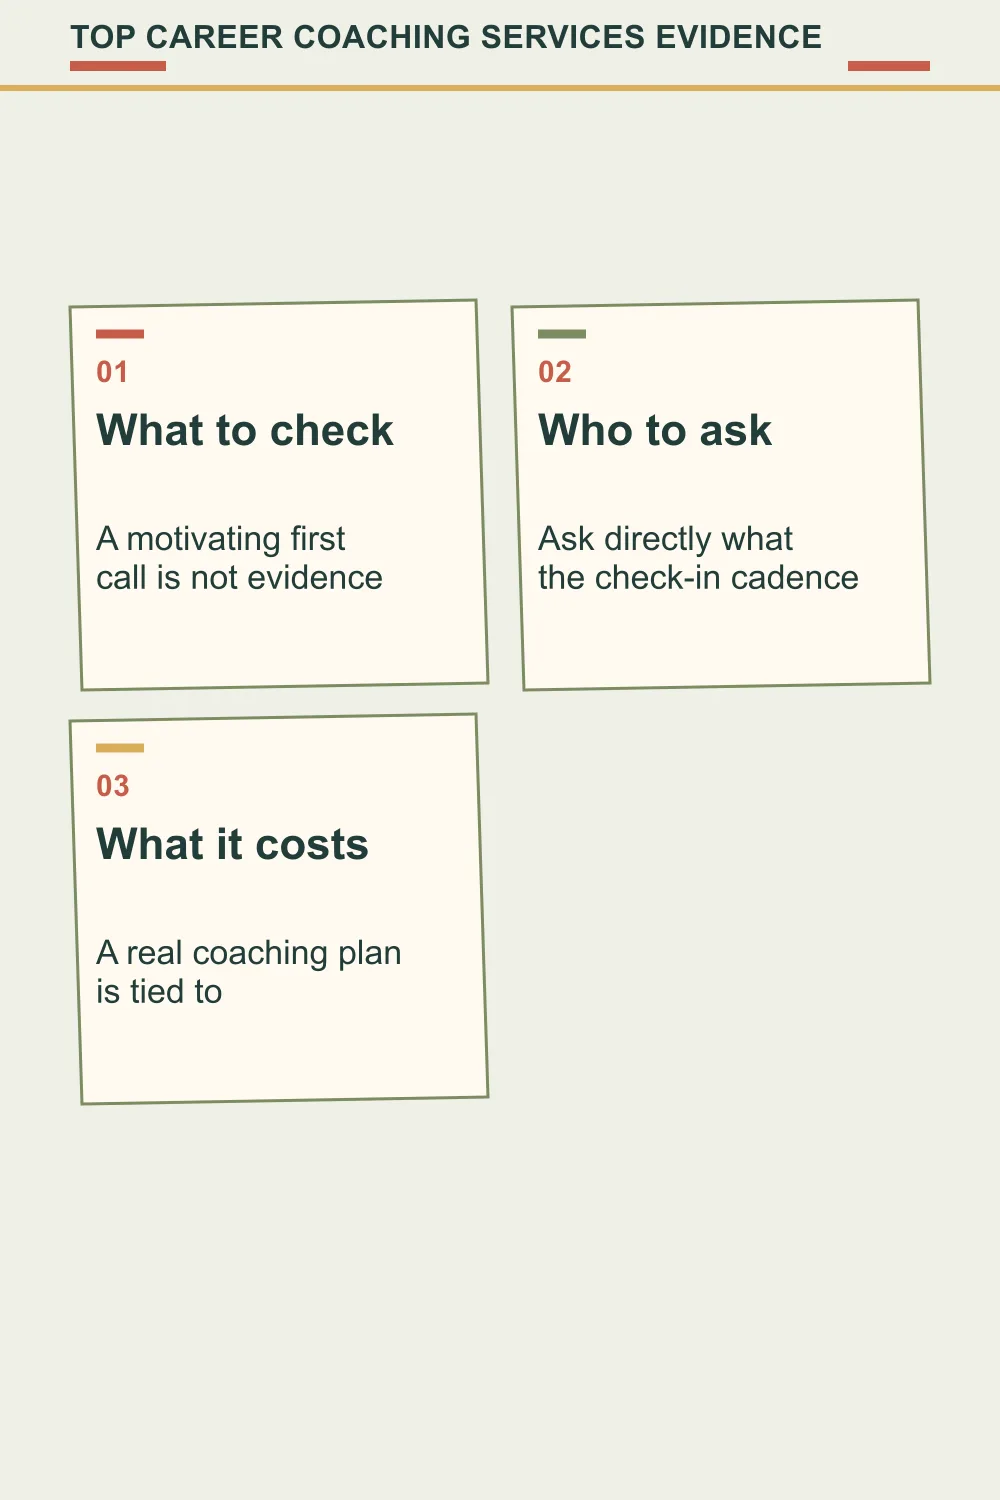 TOP CAREER COACHING SERVICES EVIDENCE
01
What to check
A motivating first
call is not evidence
02
Who to ask
Ask directly what
the check-in cadence
03
What it costs
A real coaching plan
is tied to